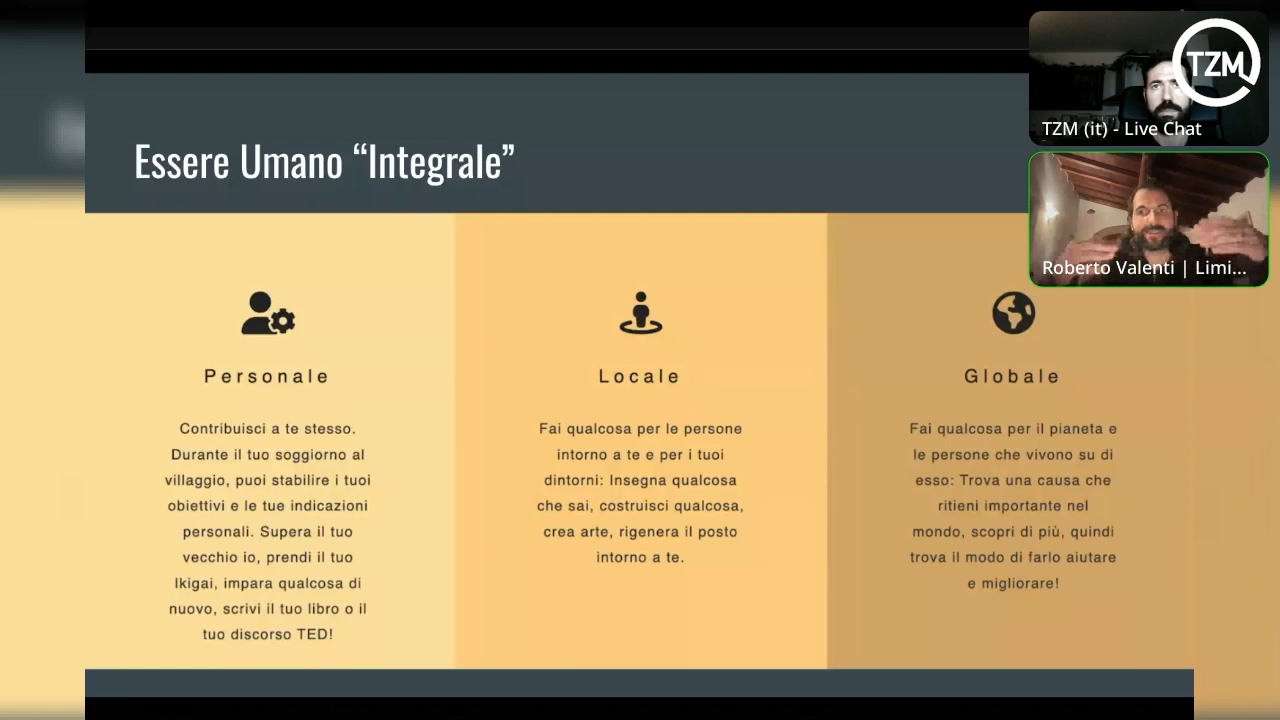 Essere Umano “Integrale”
Personale
Contribuisci a te stesso.
Durante il tuo soggiorno al
villaggio, puoi stabilire i tuoi
obiettivi e le tue indicazioni
personali. Supera il tuo
vecchio io, prendi il tuo
Ikigai, impara qualcosa di
nuovo, scrivi il tuo libro o il
tuo discorso TED!
Locale
Fai qualcosa per le persone
intorno a te e per i tuoi
dintorni: Insegna qualcosa
che sai, costruisci qualcosa,
crea arte, rigenera il posto
intorno a te.
Globale
Fai qualcosa per il pianeta e
le persone che vivono su di
esso: Trova una causa che
ritieni importante nel
mondo, scopri di più, quindi
trova il modo di farlo aiutare
e migliorare!
TZM
TZM (it) - Live Chat
Roberto Valenti | Limi...